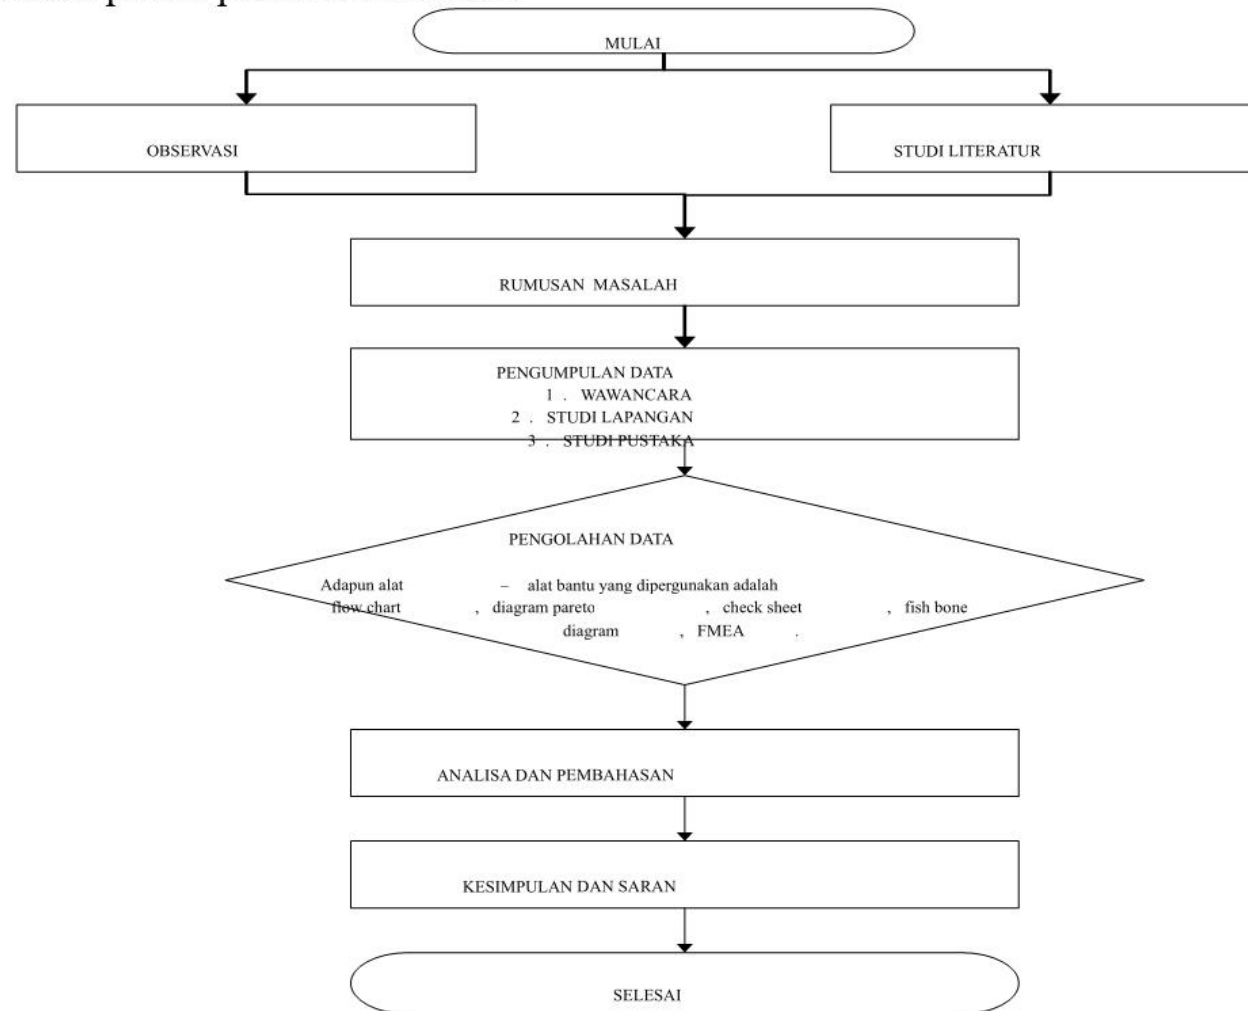 MULAI
OBSERVASI
STUDI LITERATUR
RUMUSAN MASALAH
PENGUMPULAN DATA
1 . WAWANCARA
2 . STUDI LAPANGAN
3 . STUDI PUSTAKA
PENGOLAHAN DATA
Adapun alat – alat bantu yang dipergunakan adalah
flow chart , diagram pareto , check sheet , fish bone
diagram , FMEA .
ANALISA DAN PEMBAHASAN
KESIMPULAN DAN SARAN
SELESAI